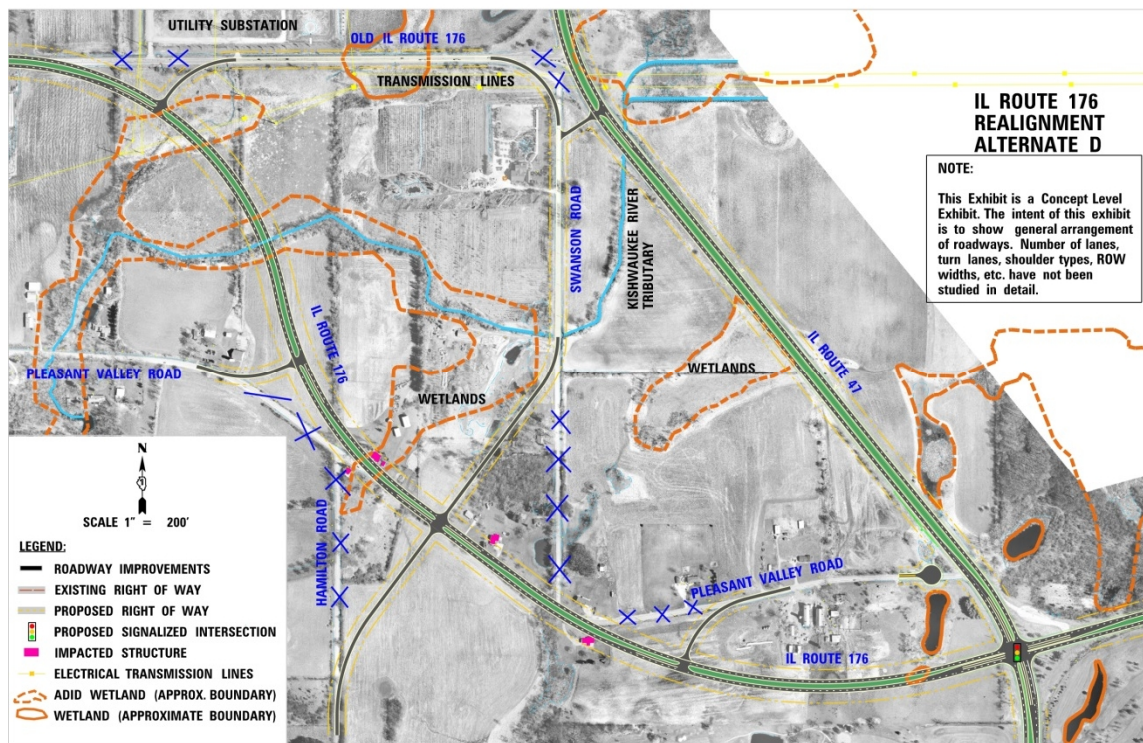 UTILITY SUBSTATION
OLD IL ROUTE 176
TRANSMISSION LINES
IL ROUTE 176
REALIGNMENT
ALTERNATE D
NOTE:
This Exhibit is a Concept Level
Exhibit. The intent of this exhibit
is to show general arrangement
of roadways. Number of lanes,
turn lanes, shoulder types, ROW
widths, etc. have not been
studied in detail.
SWANSON ROAD
KISHWAUKEE RIVER
TRIBUTARY
IL ROUTE 47
PLEASANT VALLEY ROAD
IL ROUTE 176
WETLANDS
WETLANDS
HAMILTON ROAD
PLEASANT VALLEY ROAD
IL ROUTE 176
N
SCALE 1" = 200'
LEGEND:
ROADWAY IMPROVEMENTS
EXISTING RIGHT OF WAY
PROPOSED RIGHT OF WAY
PROPOSED SIGNALIZED INTERSECTION
IMPACTED STRUCTURE
ELECTRICAL TRANSMISSION LINES
ADID WETLAND (APPROX. BOUNDARY)
WETLAND (APPROXIMATE BOUNDARY)